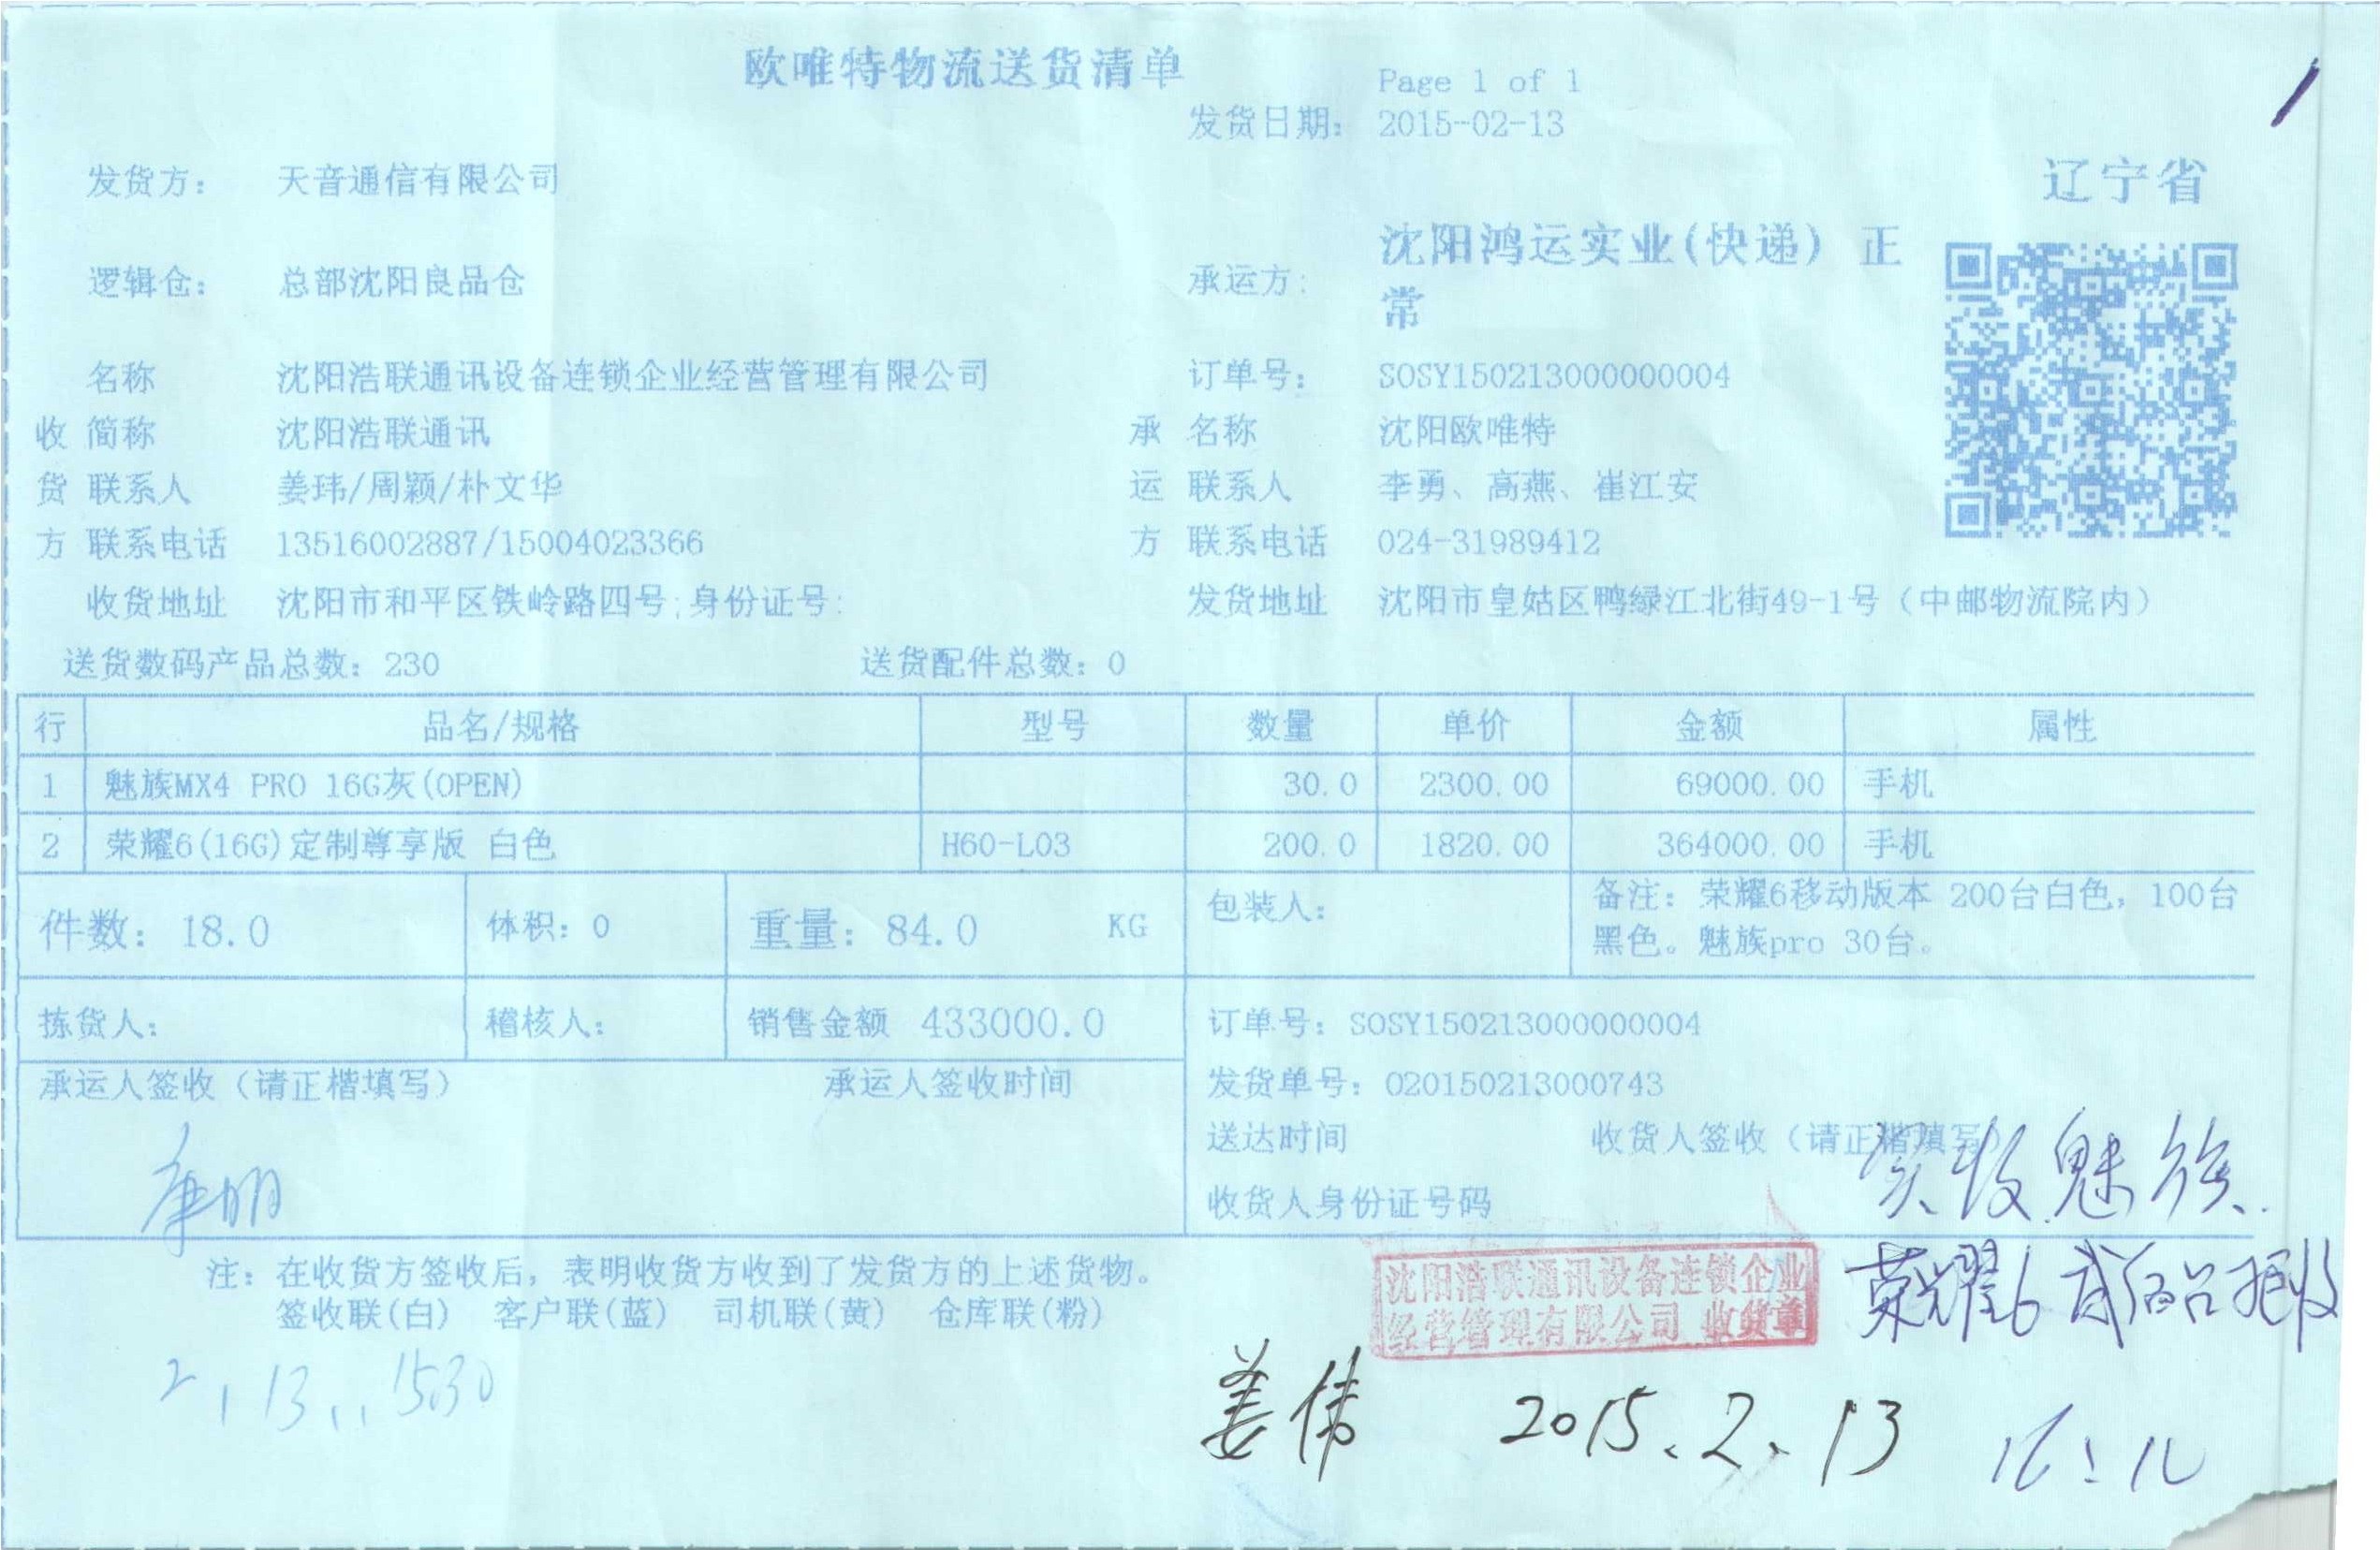 欧唯特物流送货清单
Page 1 of 1
发货日期： 2015-02-13
辽宁省
发货方： 天音通信有限公司
逻辑仓： 总部沈阳良品仓
承运方: 沈阳鸿运实业(快递) 正常
名称 沈阳浩联通讯设备连锁企业经营管理有限公司 订单号： SOSY150213000000004
收 简称 沈阳浩联通讯 承 名称 沈阳欧唯特
货 联系人 姜玮/周颖/朴文华 运 联系人 李勇、高燕、崔江安
方 联系电话 13516002887/15004023366 方 联系电话 024-31989412
收货地址 沈阳市和平区铁岭路四号;身份证号: 发货地址 沈阳市皇姑区鸭绿江北街49-1号（中邮物流院内）
送货数码产品总数：230 送货配件总数：0
行 品名/规格 型号 数量 单价 金额 属性
1 魅族MX4 PRO 16G灰(OPEN) 30.0 2300.00 69000.00 手机
2 荣耀6(16G)定制尊享版 白色 H60-L03 200.0 1820.00 364000.00 手机
件数：18.0 体积：0 重量：84.0 KG 包装人： 备注：荣耀6移动版本 200台白色，100台
黑色。魅族pro 30台。
拣货人： 稽核人： 销售金额 433000.0 订单号：SOSY150213000000004
承运人签收（请正楷填写） 承运人签收时间 发货单号：020150213000743
送达时间 收货人签收（请正楷填写）
收货人身份证号码
实收魅族.
注：在收货方签收后，表明收货方收到了发货方的上述货物。
签收联(白) 客户联(蓝) 司机联(黄) 仓库联(粉)
沈阳浩联通讯设备连锁企业
经营管理有限公司 收货章
荣耀6 贰佰台拒收
2，13，，1530
姜伟 2015.2.13